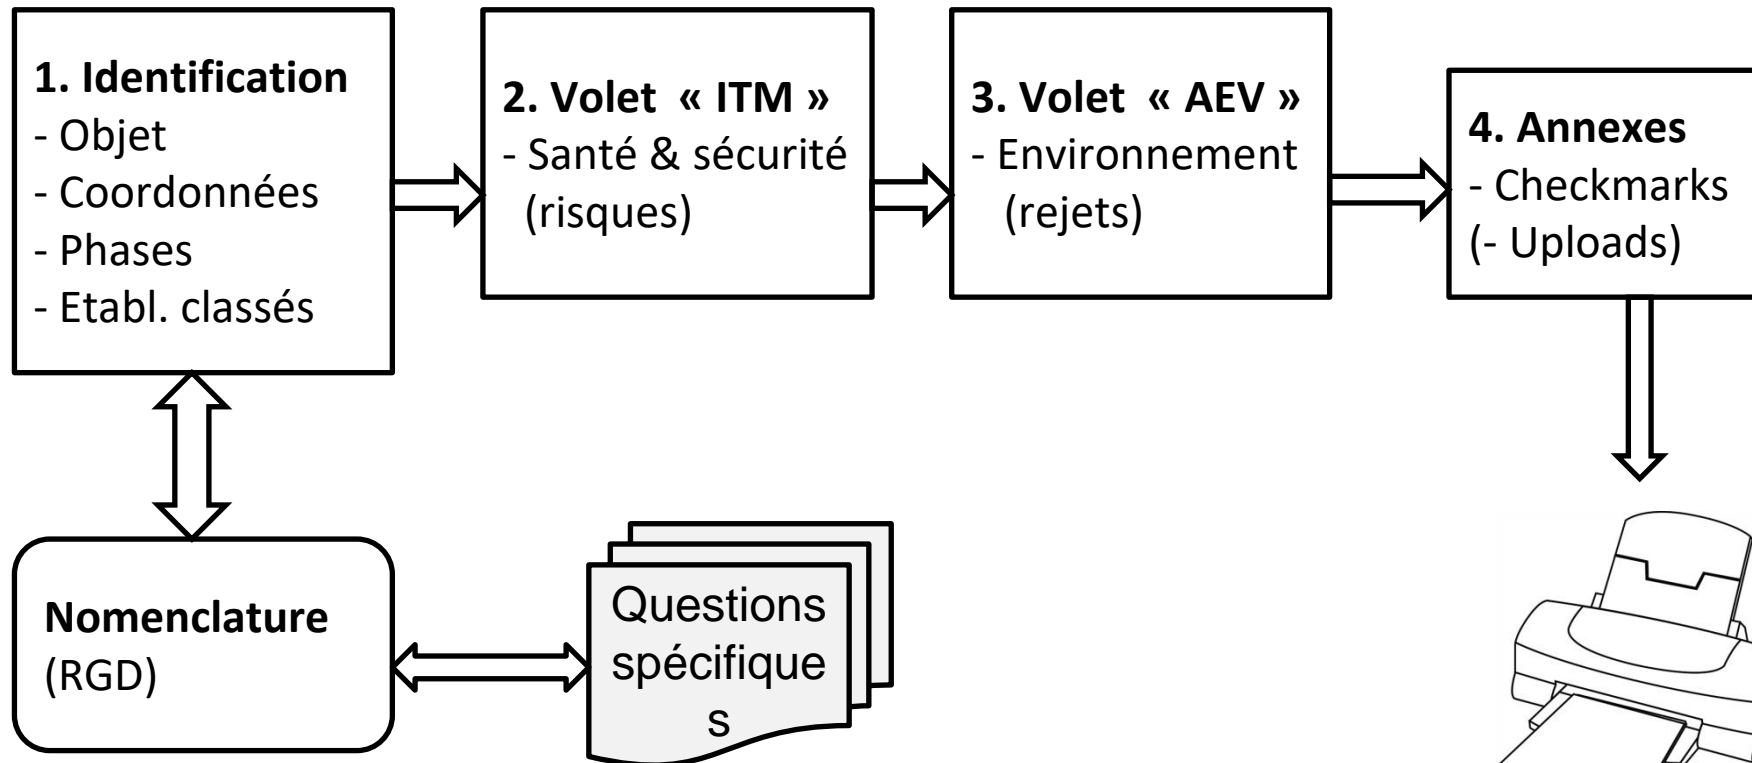 1. Identification
- Objet
- Coordonnées
- Phases
- Etabl. classés
2. Volet « ITM »
- Santé & sécurité
(risques)
3. Volet « AEV »
- Environnement
(rejets)
4. Annexes
- Checkmarks
(- Uploads)
Nomenclature
(RGD)
Questions
spécifique
s